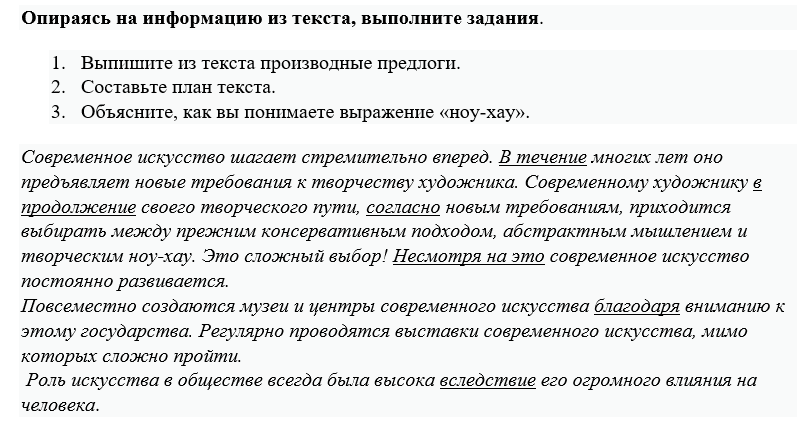 Опираясь на информацию из текста, выполните задания.
1. Выпишите из текста производные предлоги.
2. Составьте план текста.
3. Объясните, как вы понимаете выражение «ноу-хау».
Современное искусство шагает стремительно вперед. В течение многих лет оно
предъявляет новые требования к творчеству художника. Современному художнику в
продолжение своего творческого пути, согласно новым требованиям, приходится
выбирать между прежним консервативным подходом, абстрактным мышлением и
творческим ноу-хау. Это сложный выбор! Несмотря на это современное искусство
постоянно развивается.
Повсеместно создаются музеи и центры современного искусства благодаря вниманию к
этому государства. Регулярно проводятся выставки современного искусства, мимо
которых сложно пройти.
Роль искусства в обществе всегда была высока вследствие его огромного влияния на
человека.